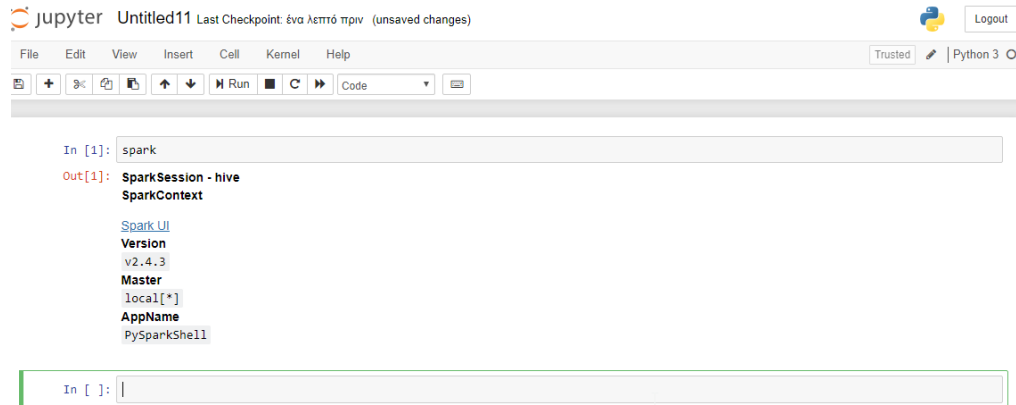 jupyter Untitled11 Last Checkpoint: ένα λεπτό πριν (unsaved changes) Logout
File Edit View Insert Cell Kernel Help Trusted Python 3
Run Code
In [1]: spark
Out[1]: SparkSession - hive
SparkContext
Spark UI
Version
v2.4.3
Master
local[*]
AppName
PySparkShell
In [ ]: